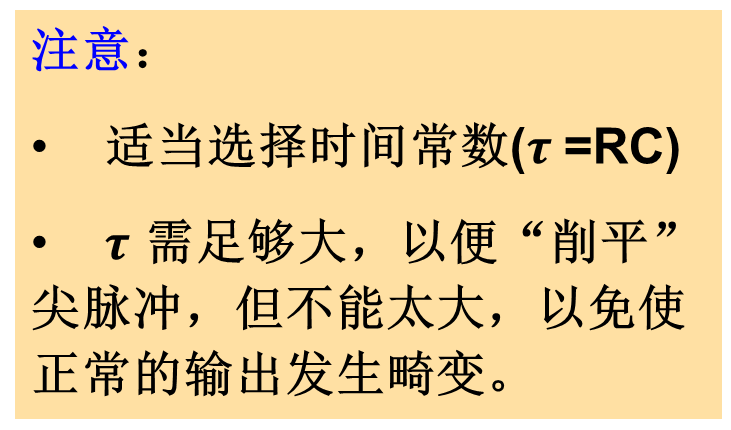 注意：
• 适当选择时间常数(τ =RC)
• τ 需足够大，以便“削平”
尖脉冲，但不能太大，以免使
正常的输出发生畸变。